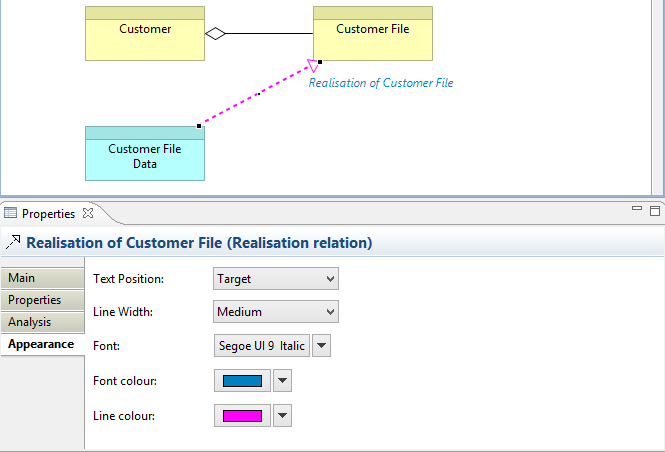 Customer
Customer File
Realisation of Customer File
Customer File
Data
Properties
Realisation of Customer File (Realisation relation)
Main
Properties
Analysis
Appearance
Text Position:
Target
Line Width:
Medium
Font:
Segoe UI 9 Italic
Font colour:
Line colour: